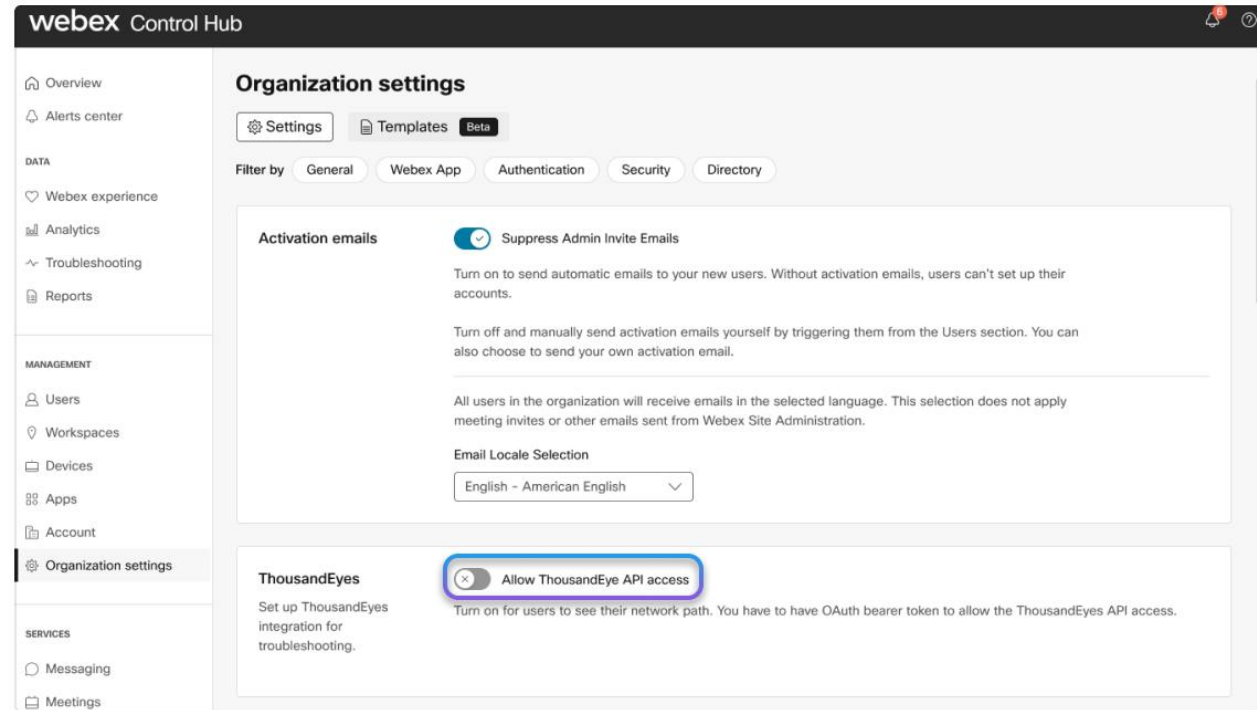 webex Control Hub
6
Overview
Alerts center
DATA
Webex experience
Analytics
Troubleshooting
Reports
MANAGEMENT
Users
Workspaces
Devices
Apps
Account
Organization settings
SERVICES
Messaging
Meetings
Organization settings
Settings
Templates Beta
Filter by General Webex App Authentication Security Directory
Activation emails
Suppress Admin Invite Emails
Turn on to send automatic emails to your new users. Without activation emails, users can't set up their
accounts.
Turn off and manually send activation emails yourself by triggering them from the Users section. You can
also choose to send your own activation email.
All users in the organization will receive emails in the selected language. This selection does not apply
meeting invites or other emails sent from Webex Site Administration.
Email Locale Selection
English - American English
ThousandEyes
Set up ThousandEyes
integration for
troubleshooting.
Allow ThousandEye API access
Turn on for users to see their network path. You have to have OAuth bearer token to allow the ThousandEyes API access.